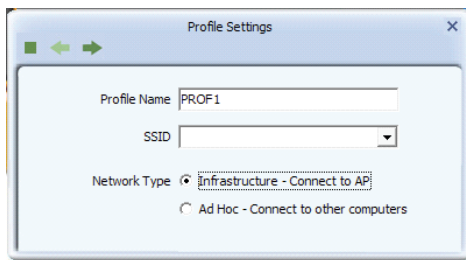 Profile Settings
Profile Name PROF1
SSID
Network Type Infrastructure - Connect to AP
Ad Hoc - Connect to other computers